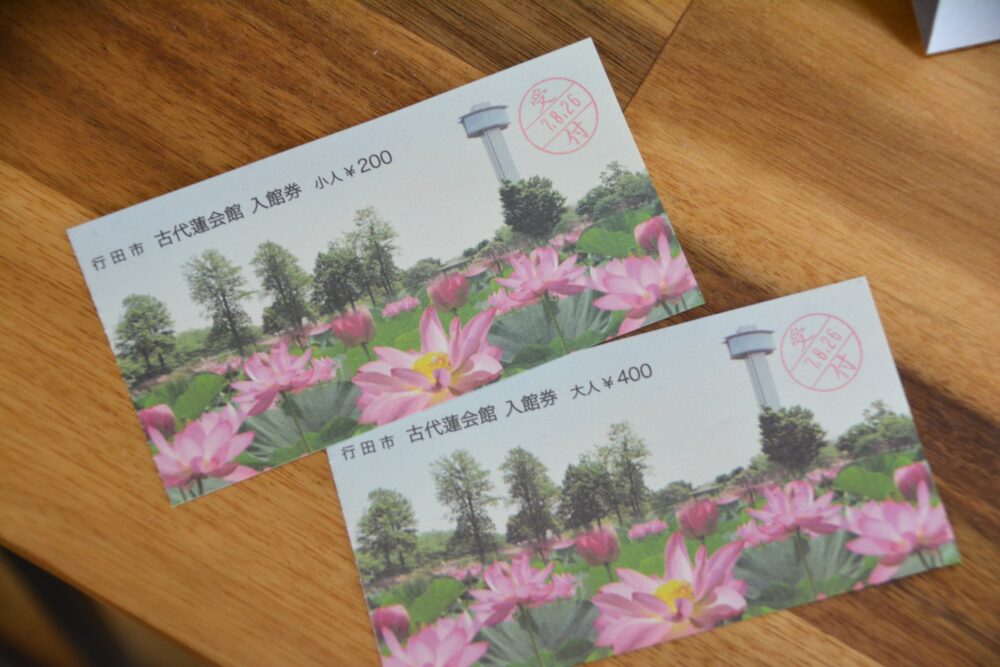 行田市 古代蓮会館 入館券 小人¥200
受
7.8.26
付
行田市 古代蓮会館 入館券 大人¥400
受
7.8.26
付